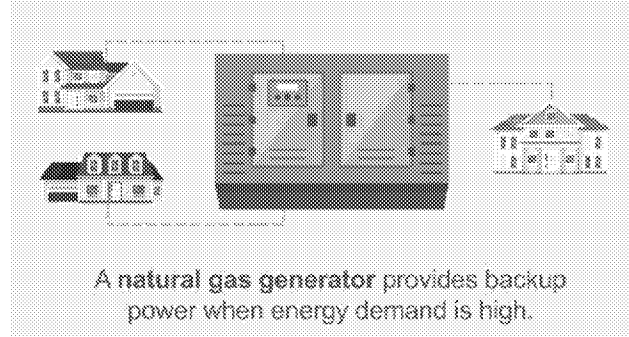 A natural gas generator provides backup
power when energy demand is high.